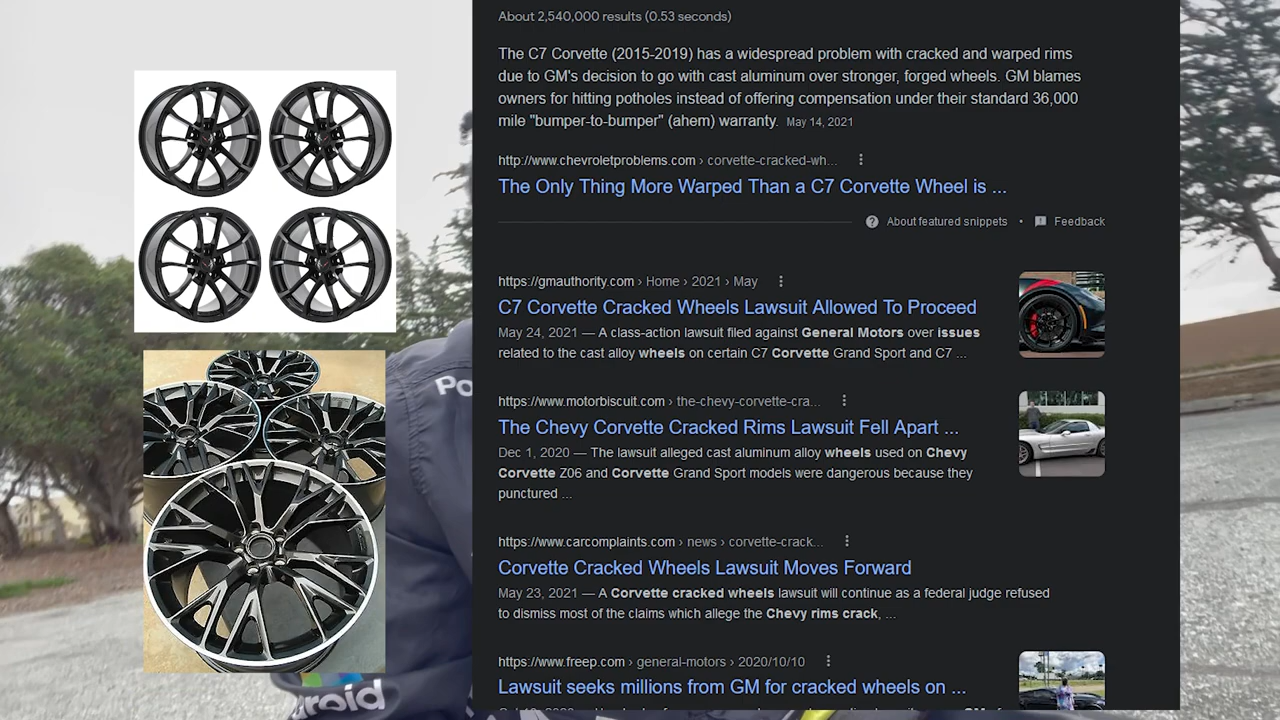 About 2,540,000 results (0.53 seconds)
The C7 Corvette (2015-2019) has a widespread problem with cracked and warped rims
due to GM's decision to go with cast aluminum over stronger, forged wheels. GM blames
owners for hitting potholes instead of offering compensation under their standard 36,000
mile "bumper-to-bumper" (ahem) warranty. May 14, 2021
http://www.chevroletproblems.com › corvette-cracked-wh...
The Only Thing More Warped Than a C7 Corvette Wheel is ...
About featured snippets • Feedback
https://gmauthority.com › Home › 2021 › May
C7 Corvette Cracked Wheels Lawsuit Allowed To Proceed
May 24, 2021 — A class-action lawsuit filed against General Motors over issues
related to the cast alloy wheels on certain C7 Corvette Grand Sport and C7 ...
https://www.motorbiscuit.com › the-chevy-corvette-cra...
The Chevy Corvette Cracked Rims Lawsuit Fell Apart ...
Dec 1, 2020 — The lawsuit alleged cast aluminum alloy wheels used on Chevy
Corvette Z06 and Corvette Grand Sport models were dangerous because they
punctured ...
Po
https://www.carcomplaints.com › news › corvette-crack...
Corvette Cracked Wheels Lawsuit Moves Forward
May 23, 2021 — A Corvette cracked wheels lawsuit will continue as a federal judge refused
to dismiss most of the claims which allege the Chevy rims crack, ...
https://www.freep.com › general-motors › 2020/10/10
Lawsuit seeks millions from GM for cracked wheels on ...
roid